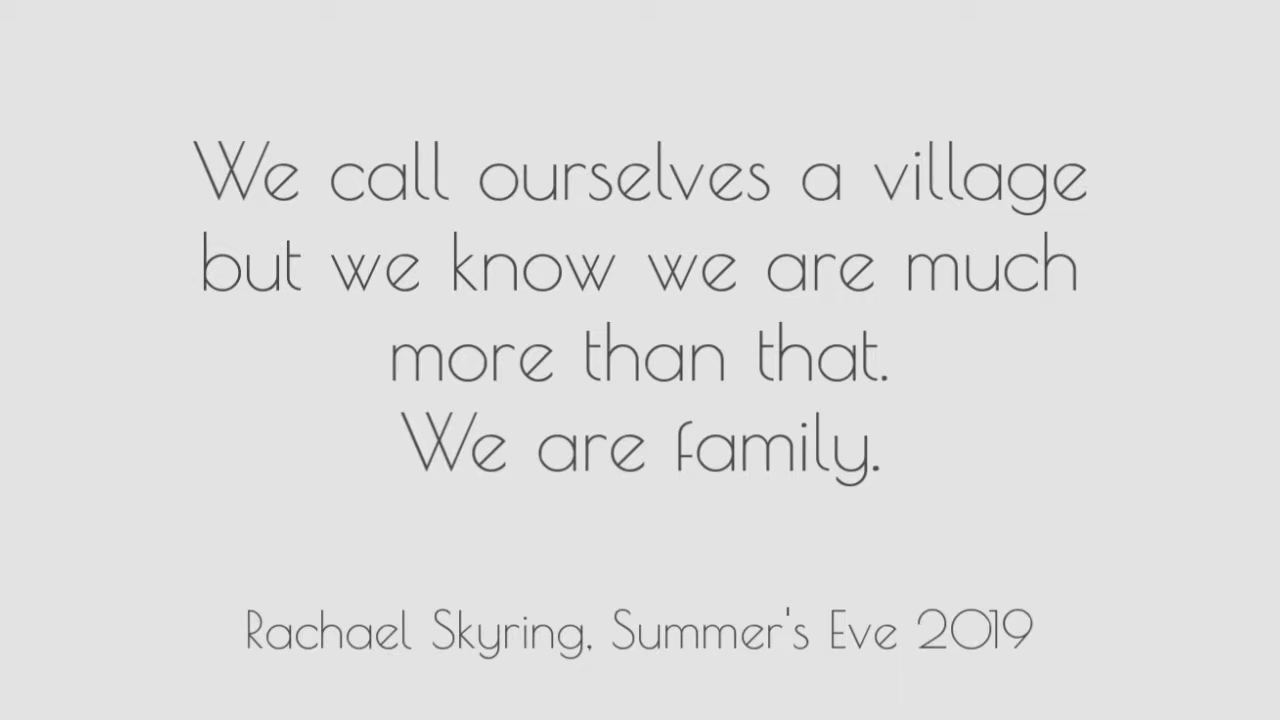 We call ourselves a village
but we know we are much
more than that.
We are family.
Rachael Skyring, Summer's Eve 2019